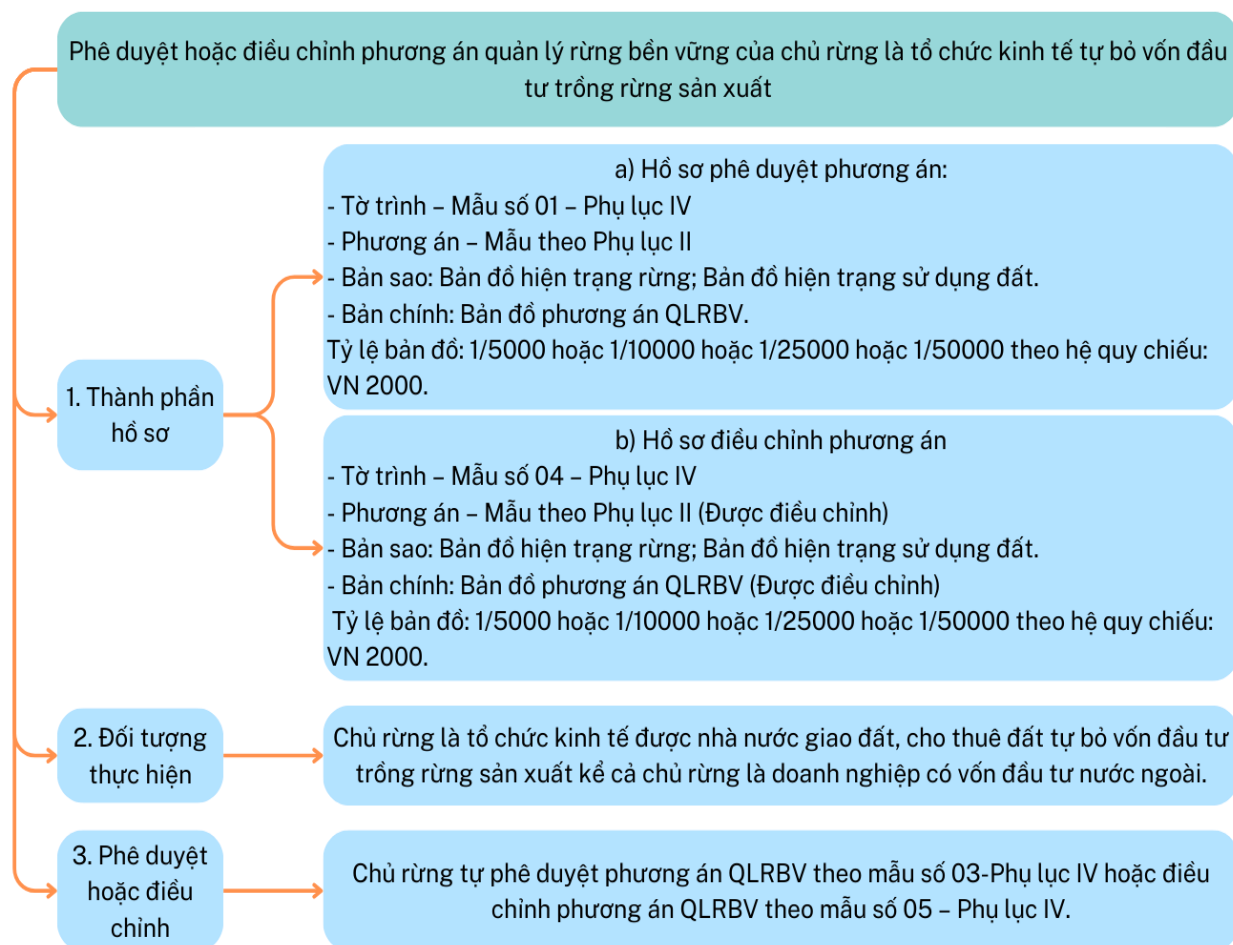 Phê duyệt hoặc điều chỉnh phương án quản lý rừng bền vững của chủ rừng là tổ chức kinh tế tự bỏ vốn đầu
tư trồng rừng sản xuất
1. Thành phần
hồ sơ
a) Hồ sơ phê duyệt phương án:
- Tờ trình – Mẫu số 01 – Phụ lục IV
- Phương án – Mẫu theo Phụ lục II
- Bản sao: Bản đồ hiện trạng rừng; Bản đồ hiện trạng sử dụng đất.
- Bản chính: Bản đồ phương án QLRBV.
Tỷ lệ bản đồ: 1/5000 hoặc 1/10000 hoặc 1/25000 hoặc 1/50000 theo hệ quy chiếu:
VN 2000.
b) Hồ sơ điều chỉnh phương án
- Tờ trình – Mẫu số 04 – Phụ lục IV
- Phương án – Mẫu theo Phụ lục II (Được điều chỉnh)
- Bản sao: Bản đồ hiện trạng rừng; Bản đồ hiện trạng sử dụng đất.
- Bản chính: Bản đồ phương án QLRBV (Được điều chỉnh)
Tỷ lệ bản đồ: 1/5000 hoặc 1/10000 hoặc 1/25000 hoặc 1/50000 theo hệ quy chiếu:
VN 2000.
2. Đối tượng
thực hiện
Chủ rừng là tổ chức kinh tế được nhà nước giao đất, cho thuê đất tự bỏ vốn đầu tư
trồng rừng sản xuất kể cả chủ rừng là doanh nghiệp có vốn đầu tư nước ngoài.
3. Phê duyệt
hoặc điều
chỉnh
Chủ rừng tự phê duyệt phương án QLRBV theo mẫu số 03-Phụ lục IV hoặc điều
chỉnh phương án QLRBV theo mẫu số 05 – Phụ lục IV.